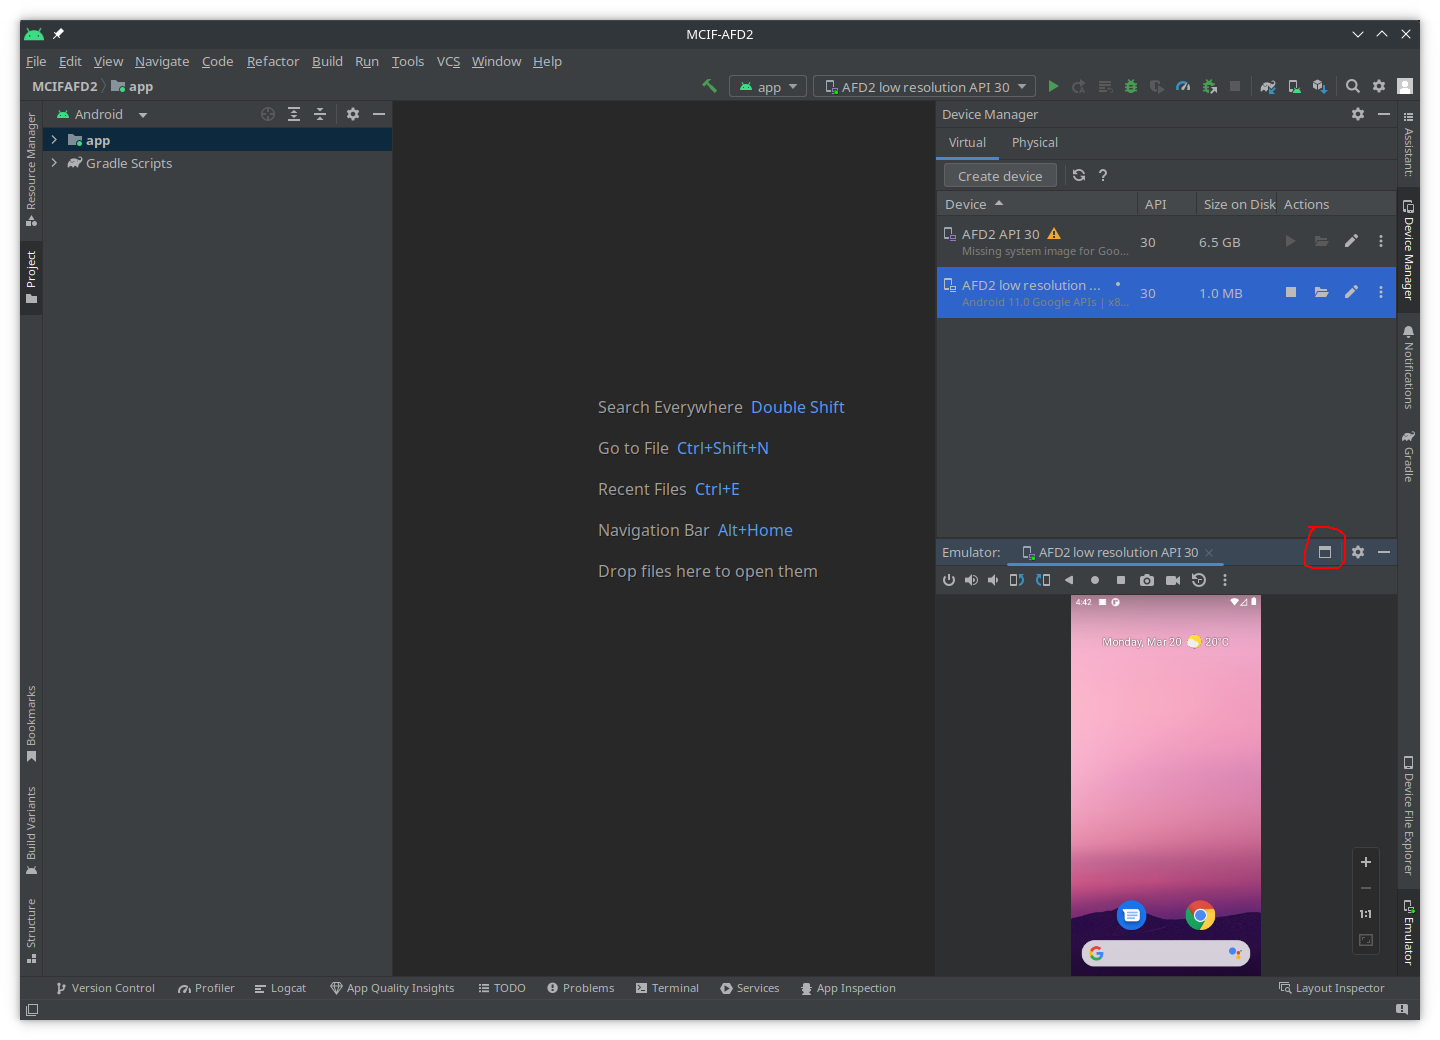 MCIF-AFD2
File Edit View Navigate Code Refactor Build Run Tools VCS Window Help
MCIFAFD2 app
app
AFD2 low resolution API 30
Android
app
Gradle Scripts
Resource Manager
Project
Bookmarks
Build Variants
Structure
Search Everywhere Double Shift
Go to File Ctrl+Shift+N
Recent Files Ctrl+E
Navigation Bar Alt+Home
Drop files here to open them
Device Manager
Virtual Physical
Create device ?
Device API Size on Disk Actions
AFD2 API 30 30 6.5 GB
Missing system image for Goo...
AFD2 low resolution ... 30 1.0 MB
Android 11.0 Google APIs | x8...
Emulator: AFD2 low resolution API 30
4:42
Monday, Mar 20 20°C
1:1
Assistant:
Device Manager
Notifications
Gradle
Device File Explorer
Emulator
Version Control Profiler Logcat App Quality Insights TODO Problems Terminal Services App Inspection Layout Inspector